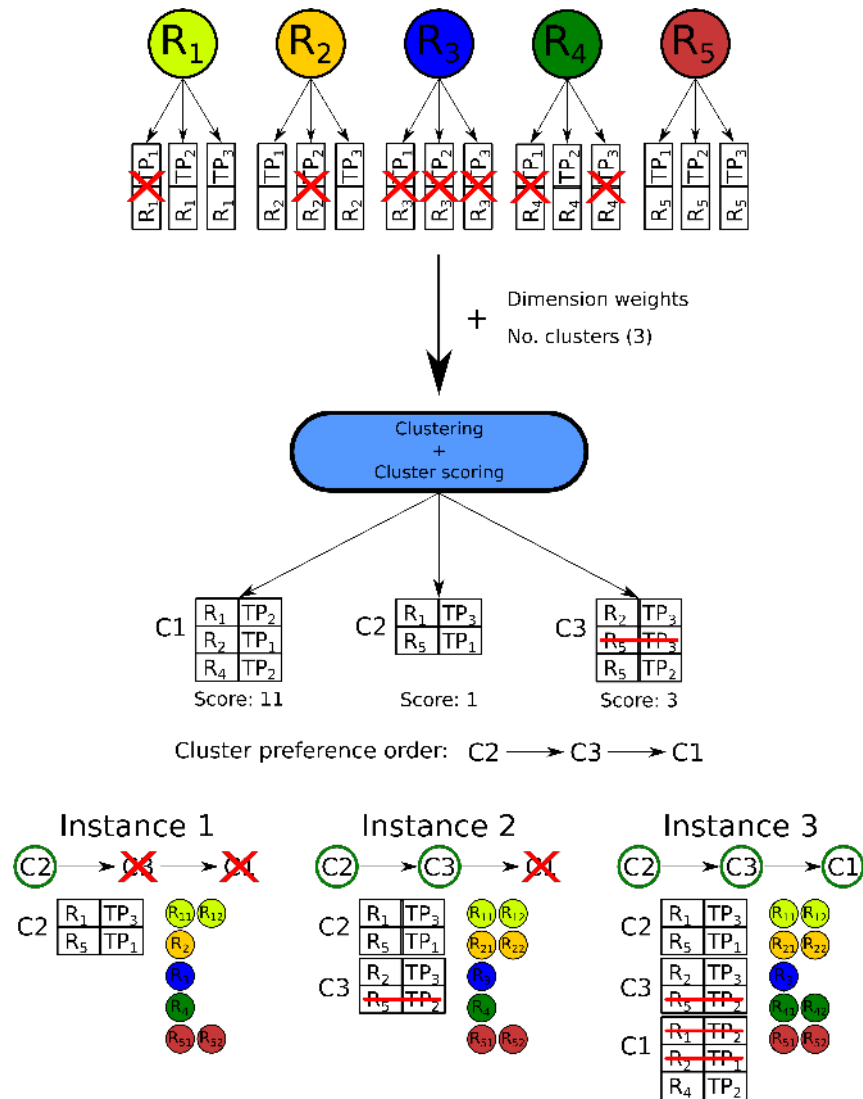 R1 R2 R3 R4 R5
TP1 TP2 TP3 TP1 TP2 TP3 TP1 TP2 TP3 TP1 TP2 TP3 TP1 TP2 TP3
R1 R1 R1 R2 R2 R2 R3 R3 R3 R4 R4 R4 R5 R5 R5
+ Dimension weights
No. clusters (3)
Clustering
+
Cluster scoring
C1
R1 TP2
R2 TP1
R4 TP2
Score: 11
C2
R1 TP3
R5 TP1
Score: 1
C3
R2 TP3
R5 TP3
R5 TP2
Score: 3
Cluster preference order: C2 C3 C1
Instance 1
C2 C3 C1
C2
R1 TP3
R5 TP1
R11 R12
R2
R3
R4
R51 R52
Instance 2
C2 C3 C1
C2
R1 TP3
R5 TP1
C3
R2 TP3
R5 TP2
R11 R12
R21 R22
R3
R4
R51 R52
Instance 3
C2 C3 C1
C2
R1 TP3
R5 TP1
C3
R2 TP3
R5 TP2
C1
R1 TP2
R2 TP1
R4 TP2
R11 R12
R21 R22
R3
R41 R42
R51 R52